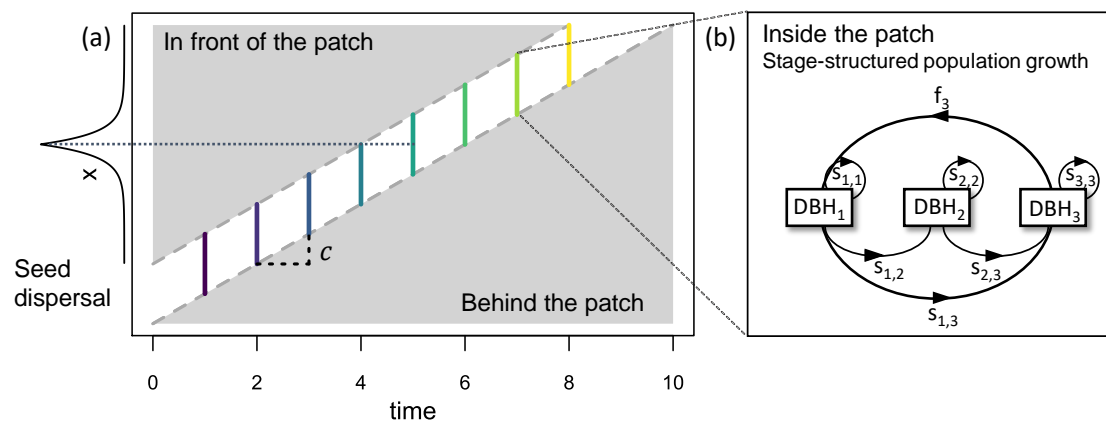 (a)
In front of the patch
x
Seed
dispersal
c
Behind the patch
0 2 4 6 8 10
time
(b)
Inside the patch
Stage-structured population growth
f3
s1,1 s2,2 s3,3
DBH1 DBH2 DBH3
s1,2 s2,3
s1,3